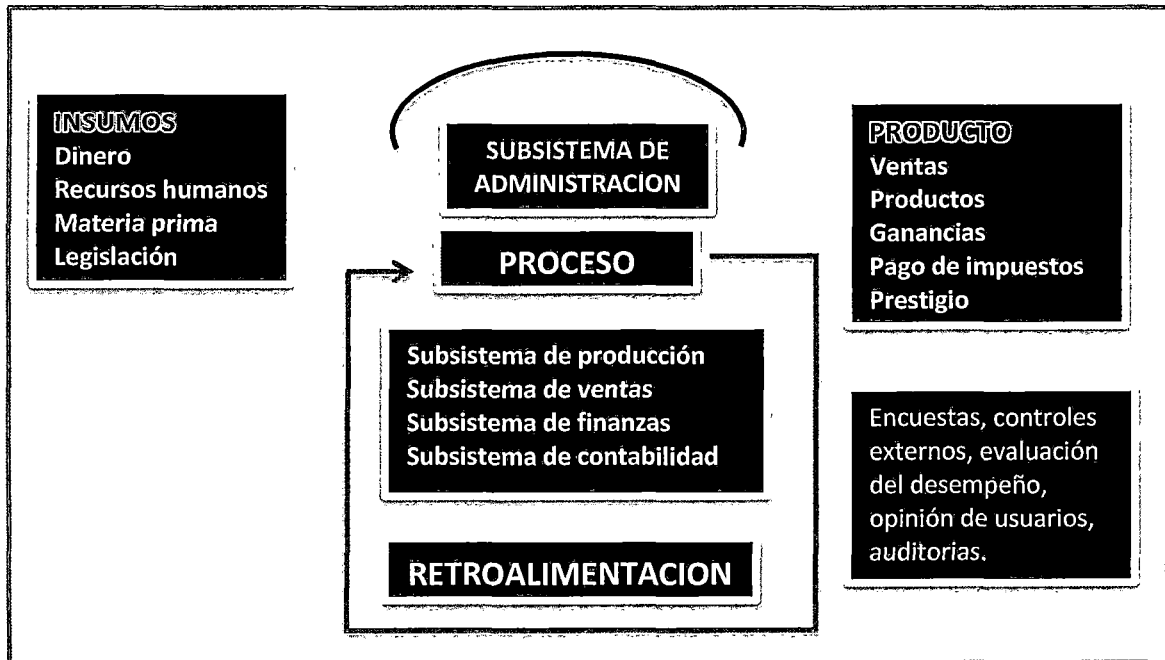 INSUMOS
Dinero
Recursos humanos
Materia prima
Legislación
SUBSISTEMA DE
ADMINISTRACION
PROCESO
Subsistema de producción
Subsistema de ventas
Subsistema de finanzas
Subsistema de contabilidad
RETROALIMENTACION
PRODUCTO
Ventas
Productos
Ganancias
Pago de impuestos
Prestigio
Encuestas, controles
externos, evaluación
del desempeño,
opinión de usuarios,
auditorias.